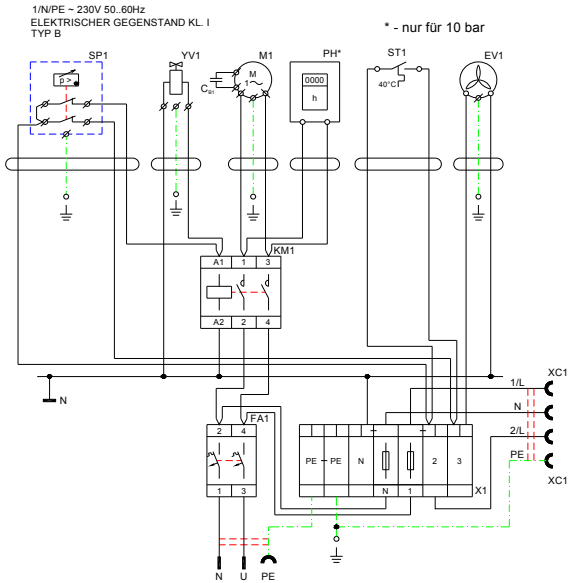 1/N/PE ~ 230V 50..60Hz
ELEKTRISCHER GEGENSTAND KL. I
TYP B
* - nur für 10 bar
SP1
YV1
M1
PH*
ST1
EV1
p >
C St
M
1~
0000
h
40°C
KM1
A1 1 3
A2 2 4
N
1/L
N
2/L
PE
XC1
XC1
FA1
2 4
1 3
PE PE N 2 3
N 1
X1
N U PE